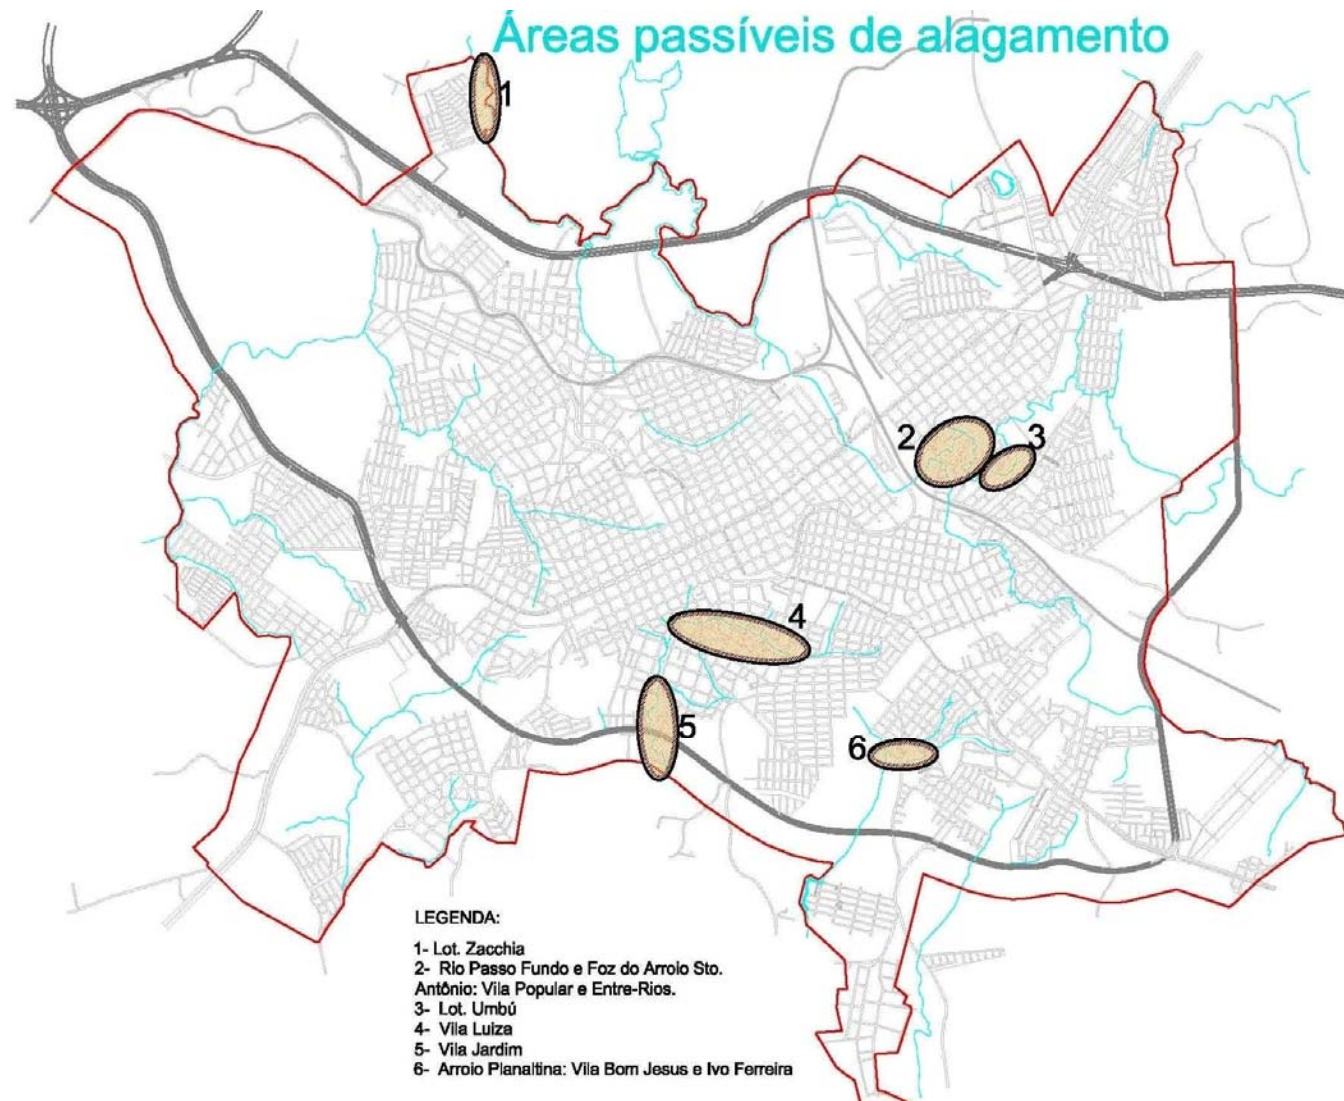 Áreas passíveis de alagamento
1
2
3
4
5
6
LEGENDA:
1- Lot. Zacchia
2- Rio Passo Fundo e Foz do Arroio Sto.
Antônio: Vila Popular e Entre-Rios.
3- Lot. Umbú
4- Vila Luiza
5- Vila Jardim
6- Arroio Planaltina: Vila Bom Jesus e Ivo Ferreira